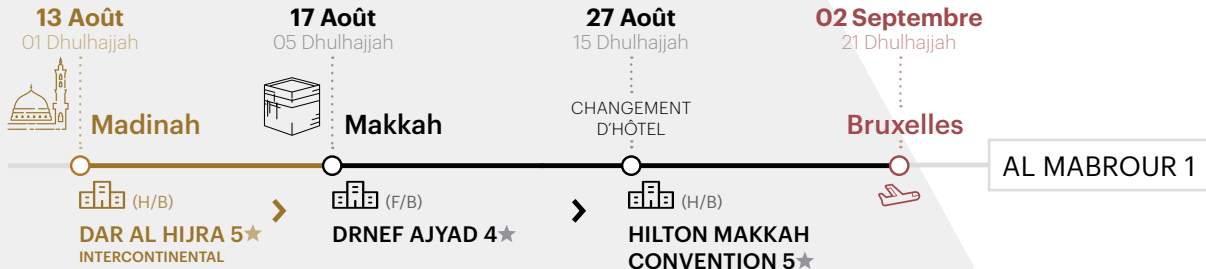 13 Août
01 Dhulhajjah
17 Août
05 Dhulhajjah
27 Août
15 Dhulhajjah
02 Septembre
21 Dhulhajjah
Madinah
Makkah
CHANGEMENT
D'HÔTEL
Bruxelles
AL MABROUR 1
(H/B)
DAR AL HIJRA 5★
INTERCONTINENTAL
(F/B)
DRNEF AJYAD 4★
(H/B)
HILTON MAKKAH
CONVENTION 5★